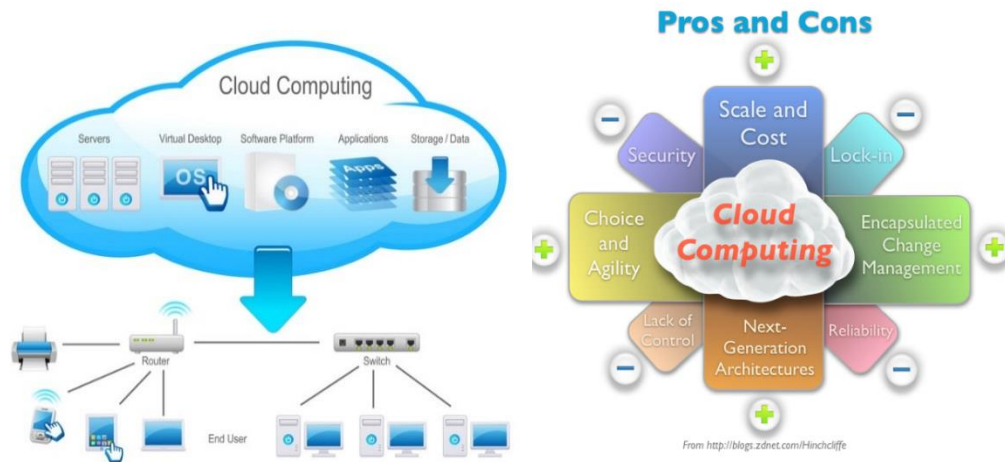 Cloud Computing
Servers
Virtual Desktop
Software Platform
Applications
Storage / Data
OS
Apps
Router
Switch
End User
Pros and Cons
Scale and
Cost
Security
Lock-in
Choice
and
Agility
Cloud
Computing
Encapsulated
Change
Management
Lack of
Control
Next-
Generation
Architectures
Reliability
From http://blogs.zdnet.com/Hinchcliffe